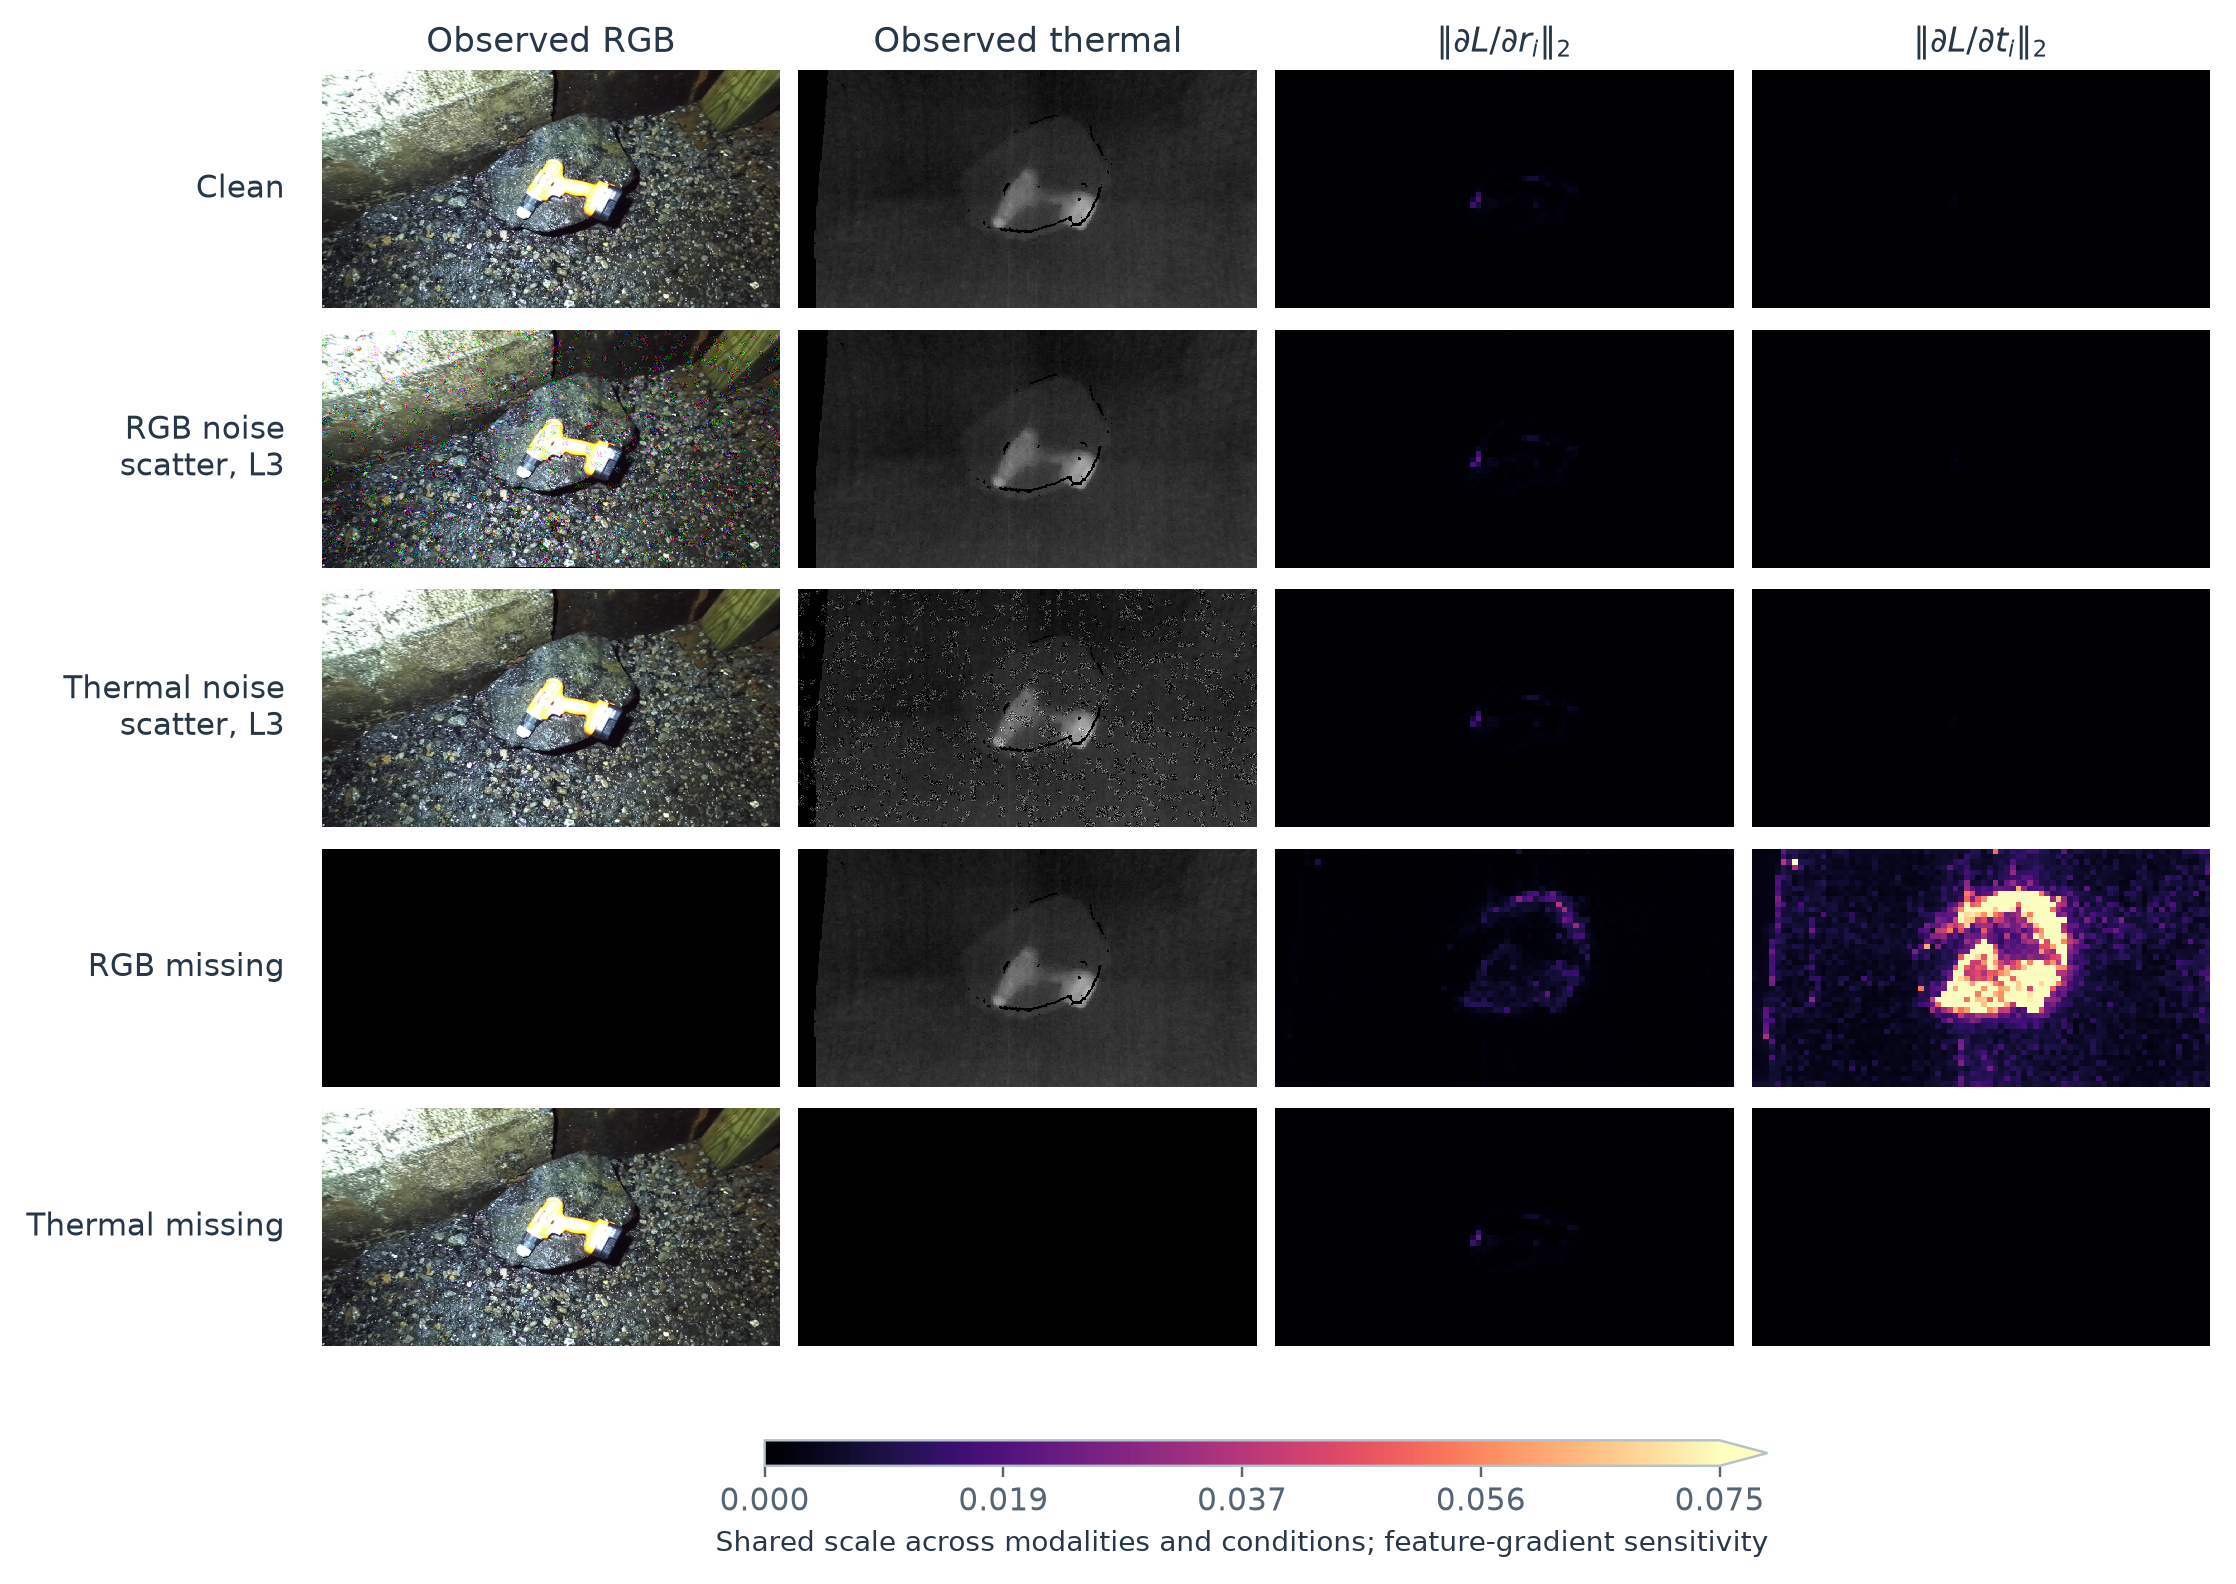 Observed RGB
Observed thermal
‖∂L/∂rᵢ‖₂
‖∂L/∂tᵢ‖₂
Clean
RGB noise
scatter, L3
Thermal noise
scatter, L3
RGB missing
Thermal missing
0.000
0.019
0.037
0.056
0.075
Shared scale across modalities and conditions; feature-gradient sensitivity